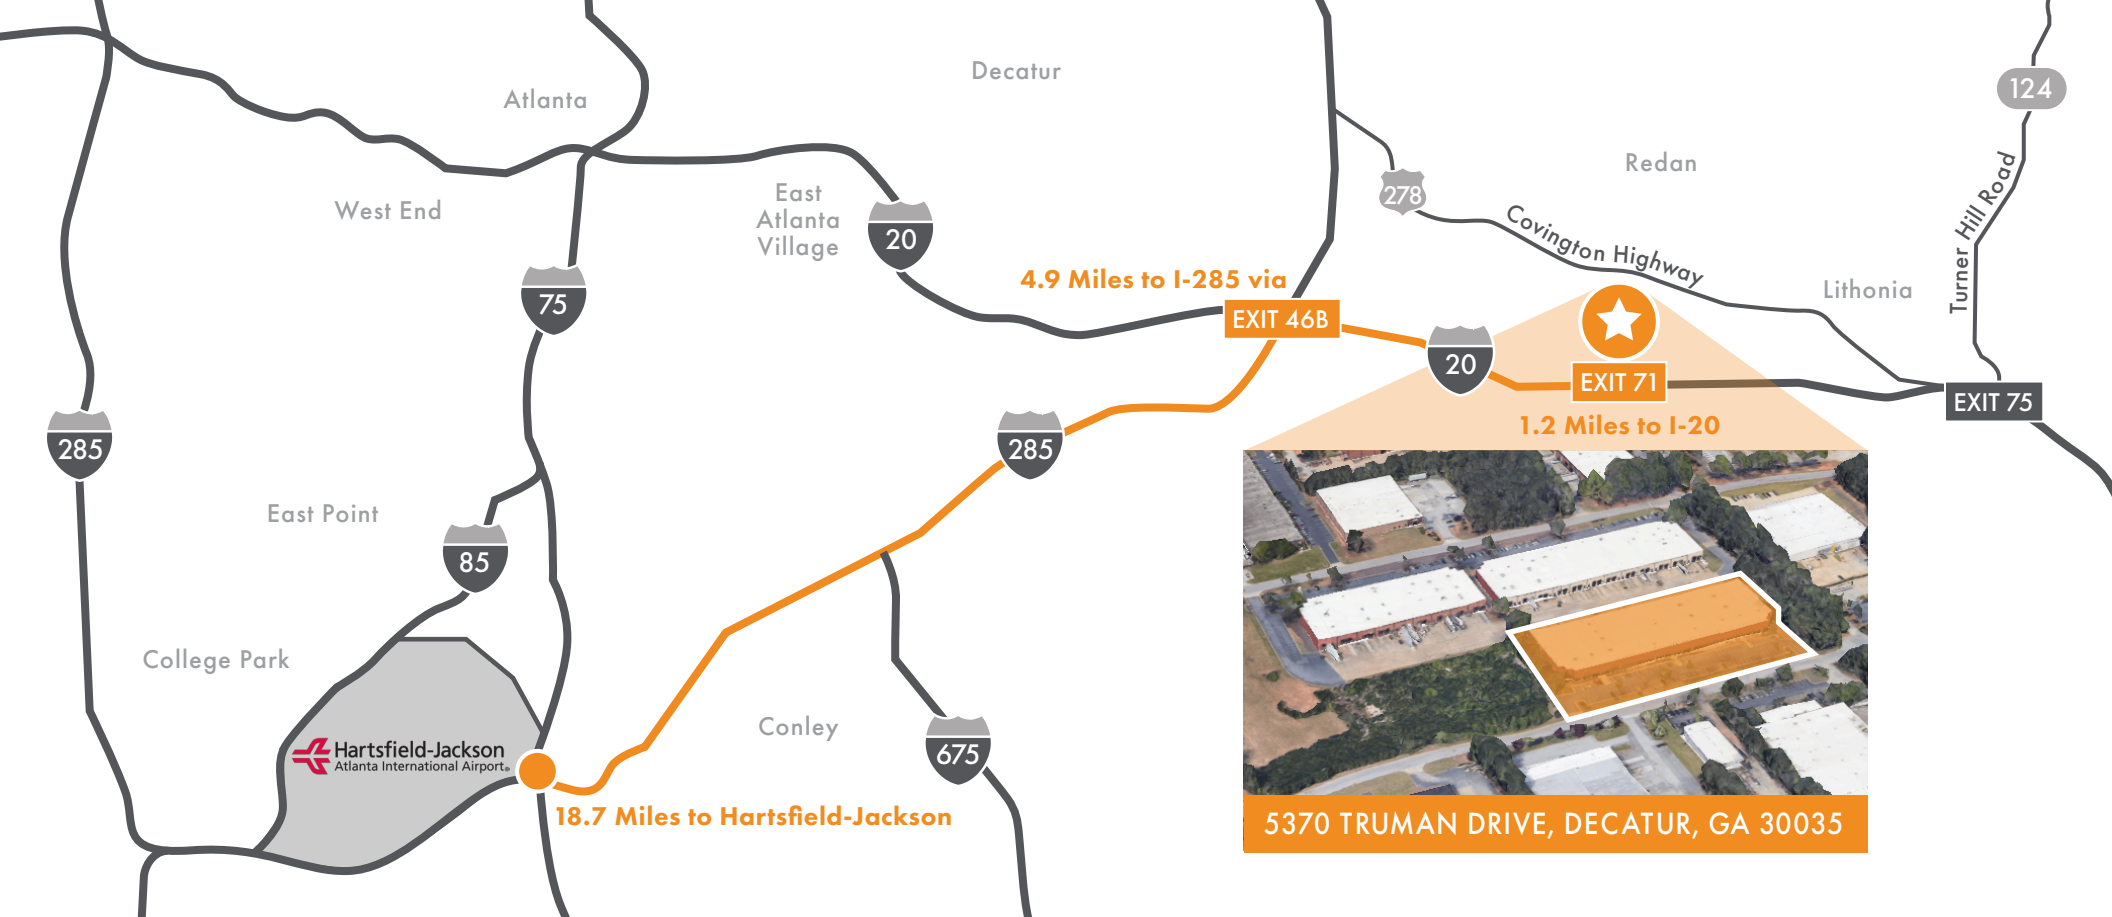 Decatur
124
Atlanta
Redan
278
West End
East
Atlanta
Village
20
Covington Highway
Turner Hill Road
4.9 Miles to I-285 via
EXIT 46B
75
Lithonia
20
EXIT 71
EXIT 75
1.2 Miles to I-20
285
285
East Point
85
College Park
Conley
Hartsfield-Jackson
Atlanta International Airport
675
18.7 Miles to Hartsfield-Jackson
5370 TRUMAN DRIVE, DECATUR, GA 30035